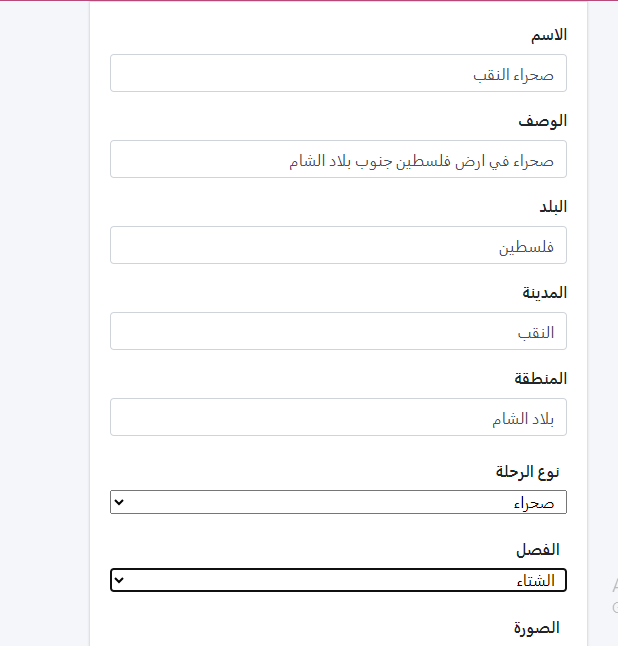 الاسم
صحراء النقب
الوصف
صحراء في ارض فلسطين جنوب بلاد الشام
البلد
فلسطين
المدينة
النقب
المنطقة
بلاد الشام
نوع الرحلة
صحراء
الفصل
الشتاء
الصورة